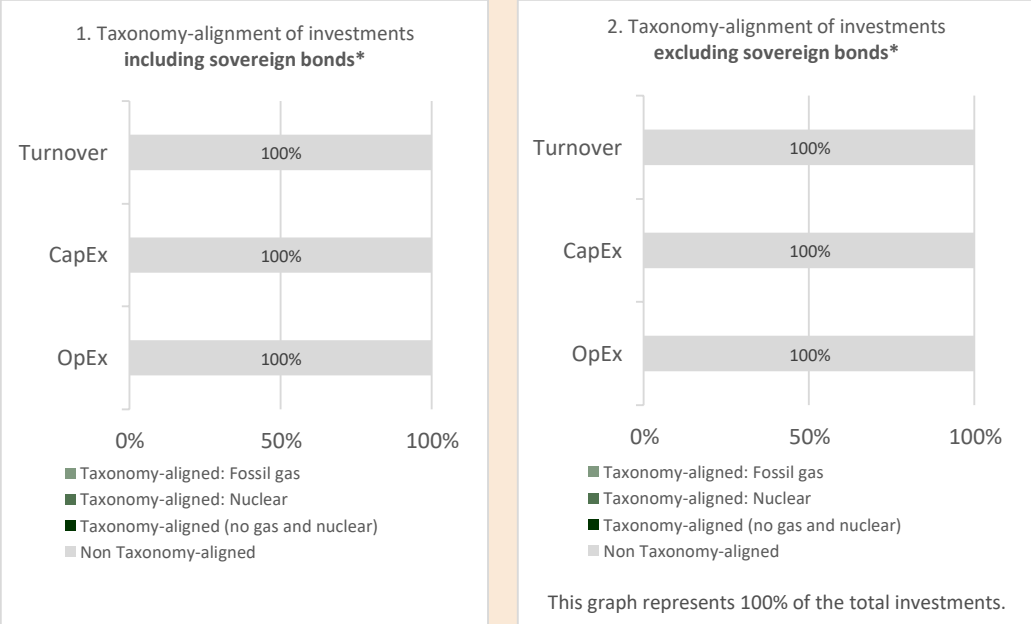 1. Taxonomy-alignment of investments
including sovereign bonds*
Turnover
100%
CapEx
100%
OpEx
100%
0%
50%
100%
Taxonomy-aligned: Fossil gas
Taxonomy-aligned: Nuclear
Taxonomy-aligned (no gas and nuclear)
Non Taxonomy-aligned
2. Taxonomy-alignment of investments
excluding sovereign bonds*
Turnover
100%
CapEx
100%
OpEx
100%
0%
50%
100%
Taxonomy-aligned: Fossil gas
Taxonomy-aligned: Nuclear
Taxonomy-aligned (no gas and nuclear)
Non Taxonomy-aligned
This graph represents 100% of the total investments.